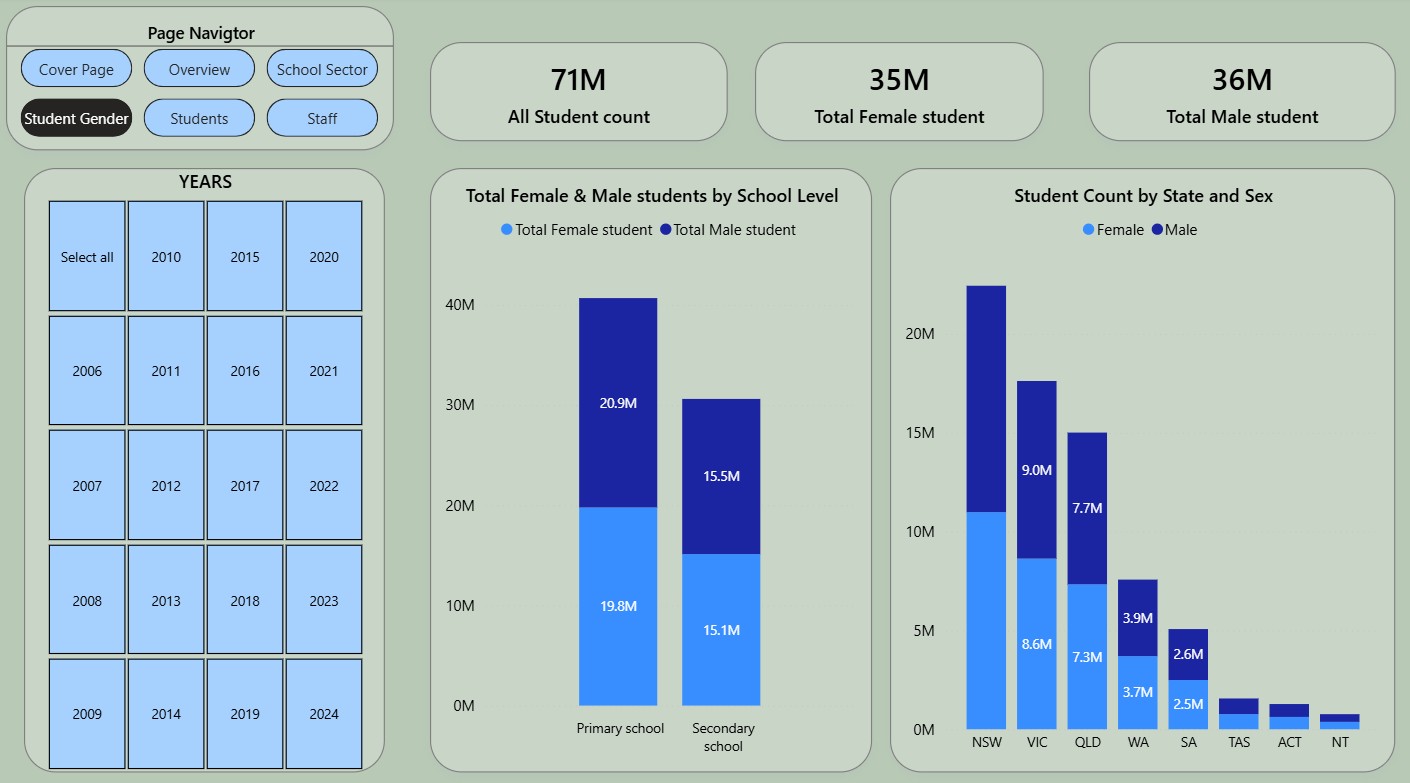 Page Navigtor
Cover Page
Overview
School Sector
Student Gender
Students
Staff
71M
All Student count
35M
Total Female student
36M
Total Male student
YEARS
Select all
2010
2015
2020
2006
2011
2016
2021
2007
2012
2017
2022
2008
2013
2018
2023
2009
2014
2019
2024
Total Female & Male students by School Level
Total Female student
Total Male student
40M
30M
20M
10M
0M
20.9M
19.8M
15.5M
15.1M
Primary school
Secondary
school
Student Count by State and Sex
Female
Male
20M
15M
10M
5M
0M
9.0M
8.6M
7.7M
7.3M
3.9M
3.7M
2.6M
2.5M
NSW
VIC
QLD
WA
SA
TAS
ACT
NT